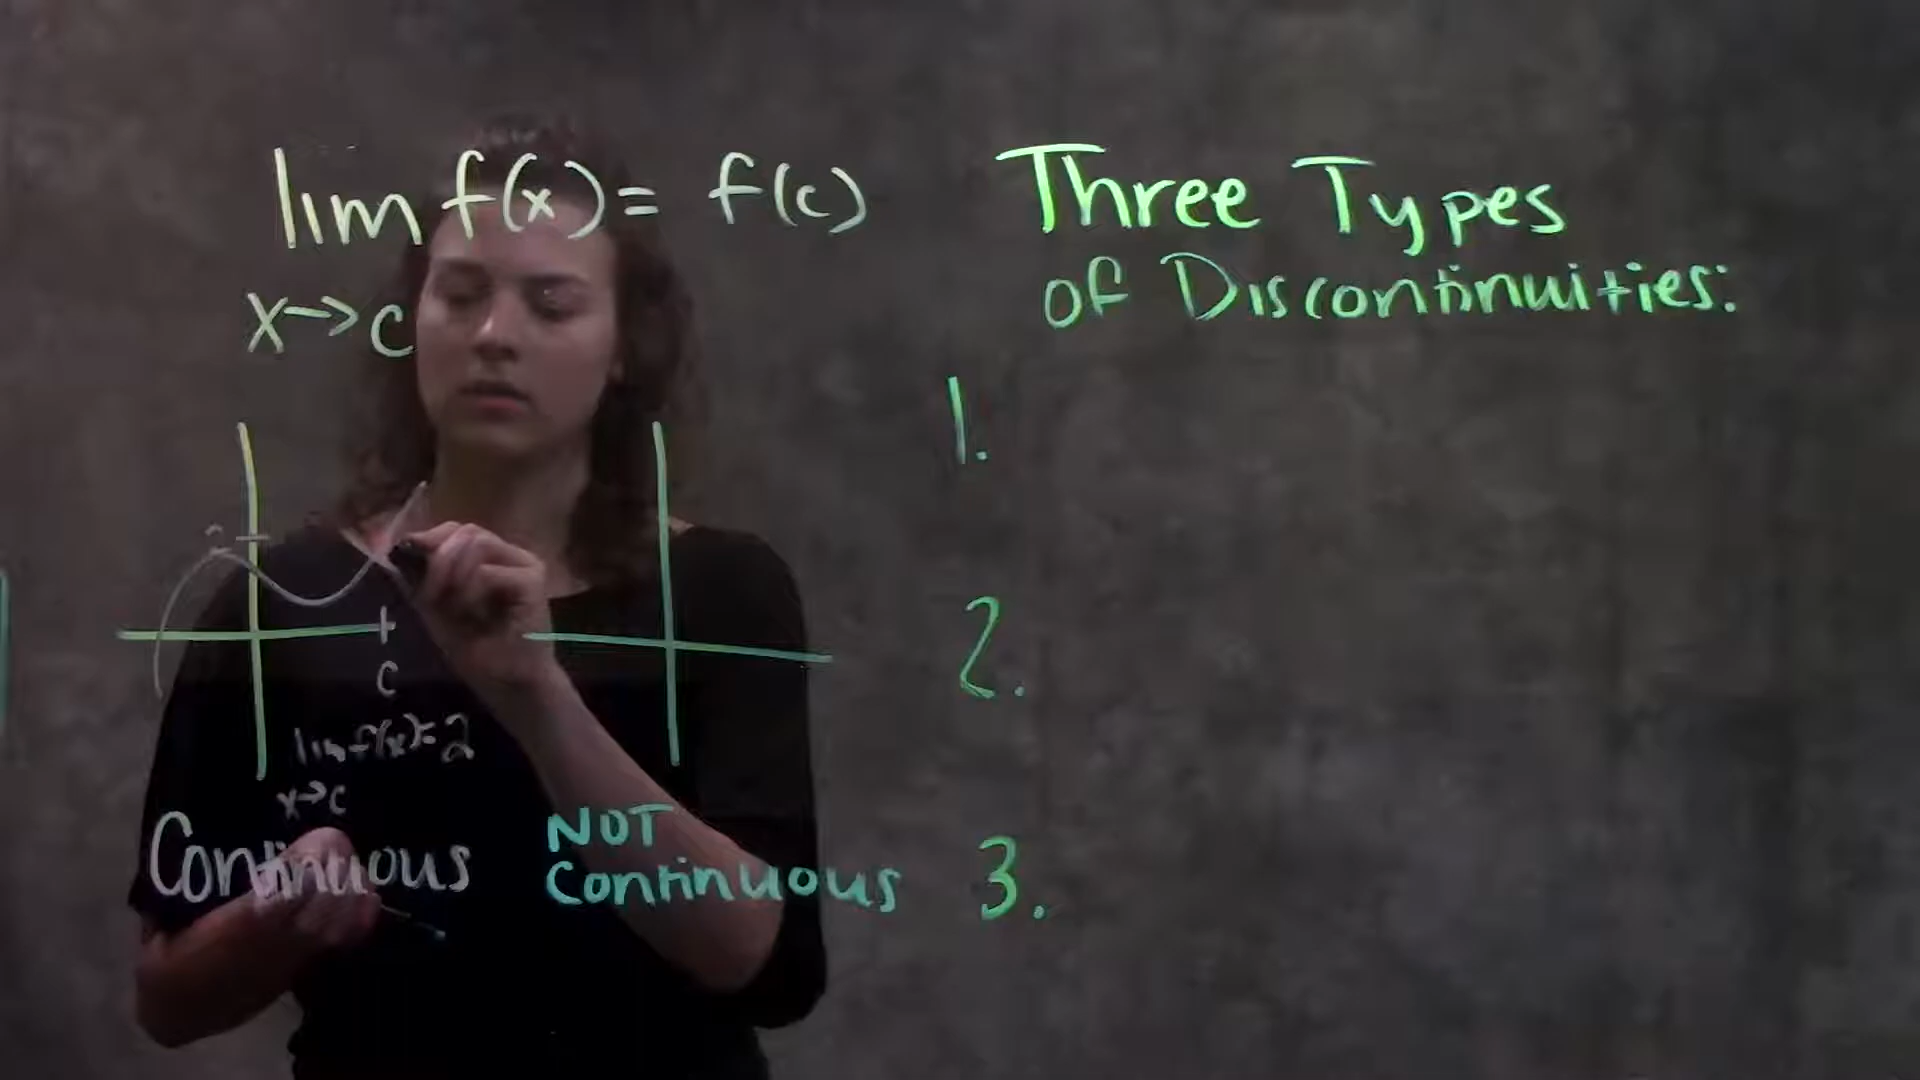 lim f(x) = f(c)
x→c
Three Types
of Discontinuities:
1.
2.
3.
c
lim f(x) = 2
x→c
Continuous
NOT
Continuous